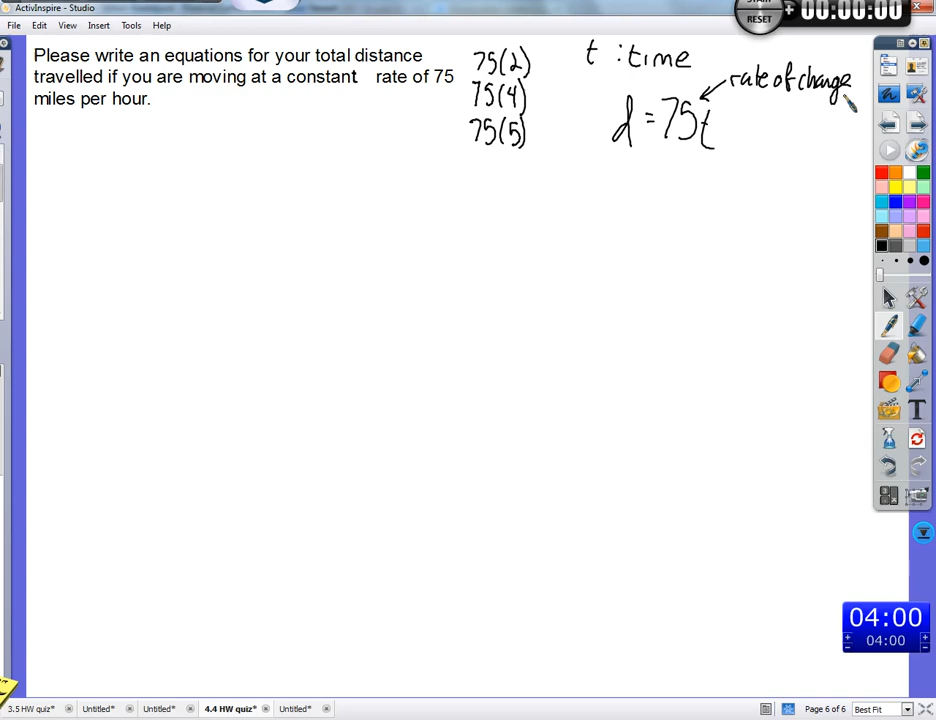 ActivInspire - Studio
START
RESET
00:00:00
File Edit View Insert Tools Help
Please write an equations for your total distance
travelled if you are moving at a constant rate of 75
miles per hour.
75(2)
75(4)
75(5)
t : time
rate of change
d = 75t
T
04:00
04:00
3.5 HW quiz* Untitled* Untitled* 4.4 HW quiz* Untitled*
Page 6 of 6 Best Fit